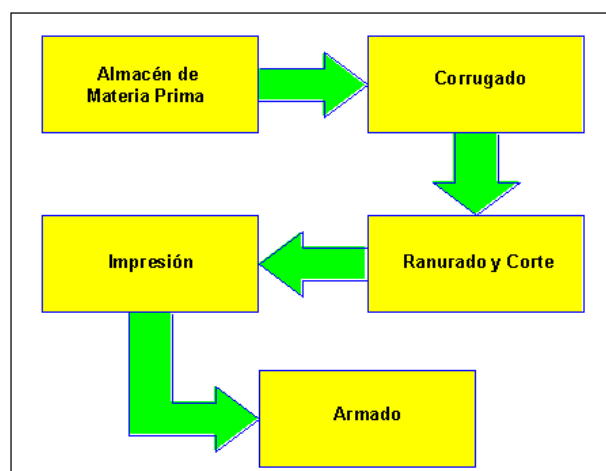 Almacén de
Materia Prima
Corrugado
Ranurado y Corte
Impresión
Armado